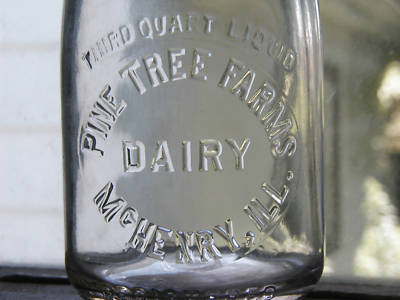 THIRD QUART LIQUID
PINE TREE FARMS
DAIRY
MCHENRY, ILL.